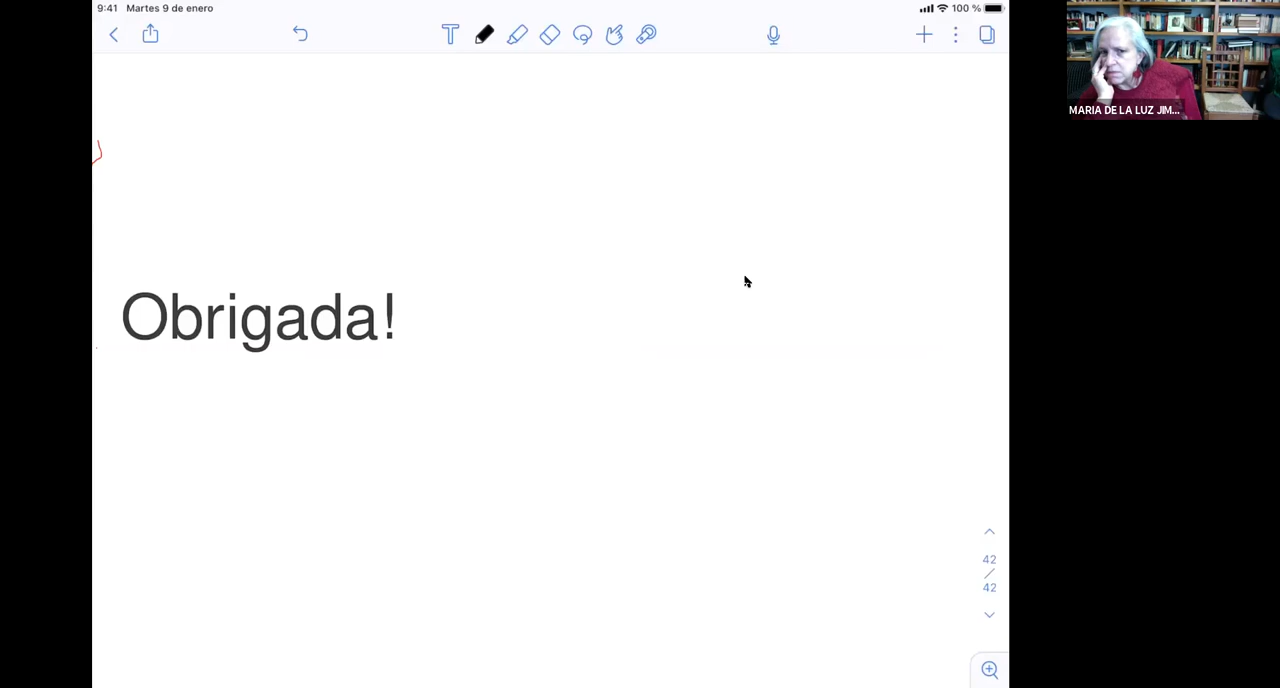 9:41 Martes 9 de enero
100 %
T
MARIA DE LA LUZ JIM...
Obrigada!
42
/
42